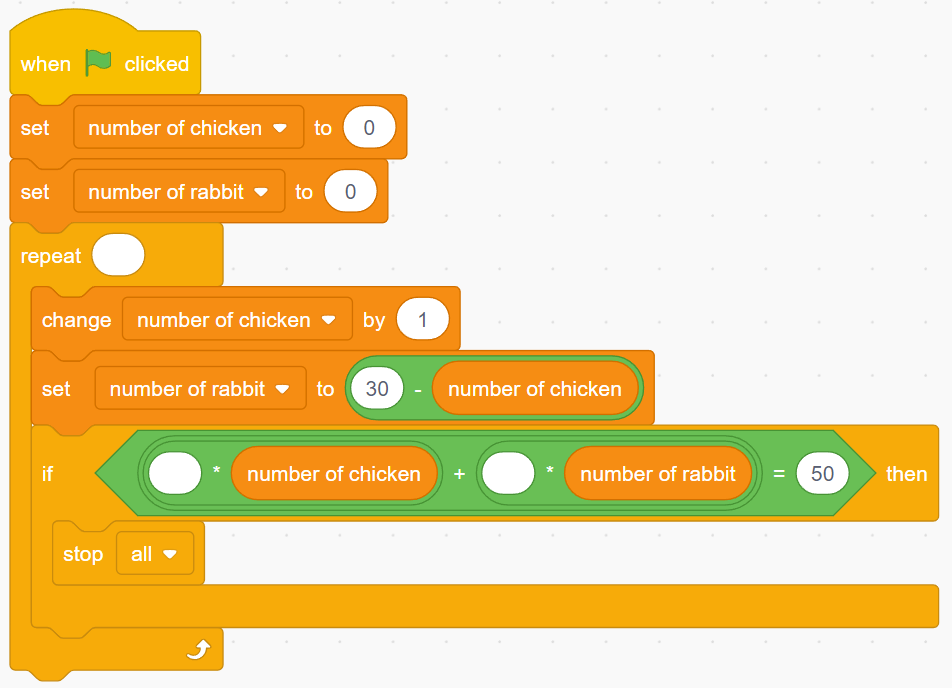 when clicked
set number of chicken to 0
set number of rabbit to 0
repeat
change number of chicken by 1
set number of rabbit to 30 - number of chicken
if * number of chicken + * number of rabbit = 50 then
stop all